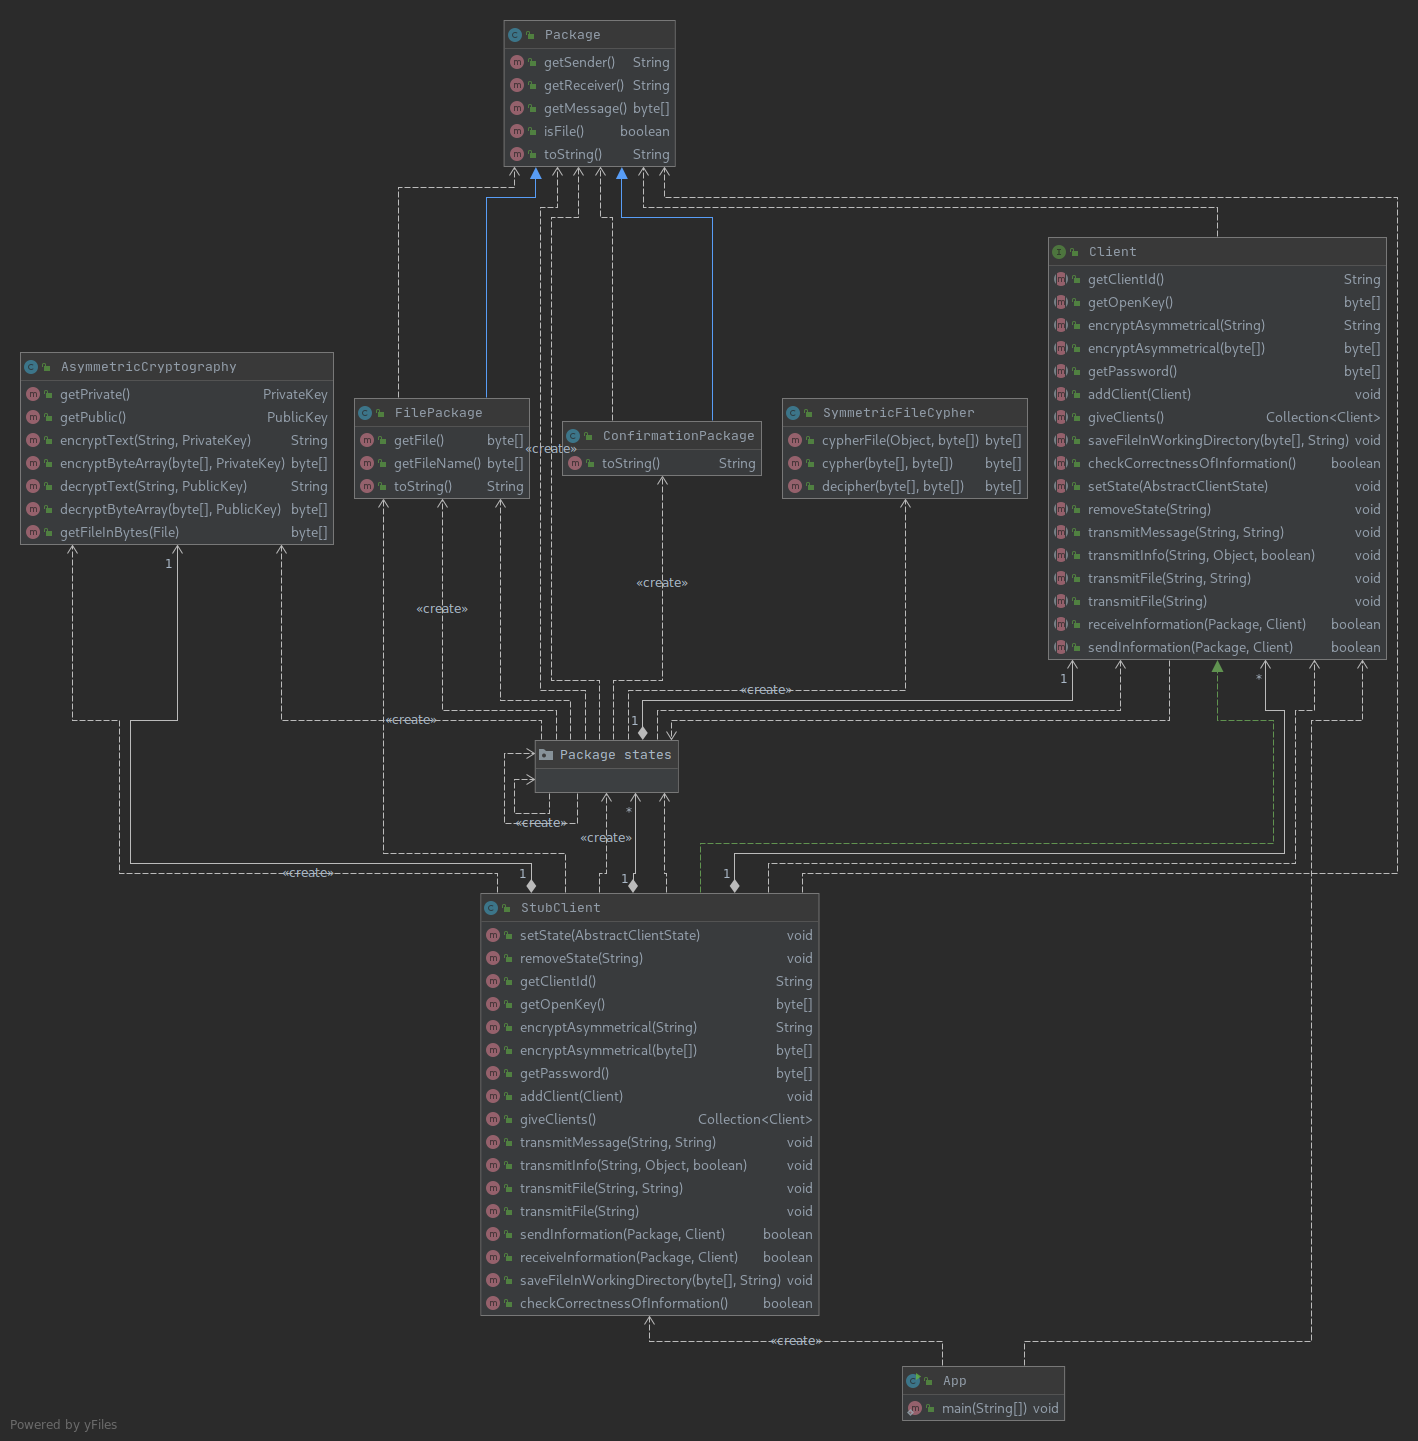 Package
getSender() String
getReceiver() String
getMessage() byte[]
isFile() boolean
toString() String
Client
getClientId() String
getOpenKey() byte[]
encryptAsymmetrical(String) String
encryptAsymmetrical(byte[]) byte[]
getPassword() byte[]
addClient(Client) void
giveClients() Collection<Client>
saveFileInWorkingDirectory(byte[], String) void
checkCorrectnessOfInformation() boolean
setState(AbstractClientState) void
removeState(String) void
transmitMessage(String, String) void
transmitInfo(String, Object, boolean) void
transmitFile(String, String) void
transmitFile(String) void
receiveInformation(Package, Client) boolean
sendInformation(Package, Client) boolean
AsymmetricCryptography
getPrivate() PrivateKey
getPublic() PublicKey
encryptText(String, PrivateKey) String
encryptByteArray(byte[], PrivateKey) byte[]
decryptText(String, PublicKey) String
decryptByteArray(byte[], PublicKey) byte[]
getFileInBytes(File) byte[]
FilePackage
getFile() byte[]
getFileName() byte[]
toString() String
«create»
ConfirmationPackage
toString() String
SymmetricFileCypher
cypherFile(Object, byte[]) byte[]
cypher(byte[], byte[]) byte[]
decipher(byte[], byte[]) byte[]
1
«create»
«create»
1
*
«create»
«create»
1
Package states
*
«create»
«create»
«create»
1
1
1
StubClient
setState(AbstractClientState) void
removeState(String) void
getClientId() String
getOpenKey() byte[]
encryptAsymmetrical(String) String
encryptAsymmetrical(byte[]) byte[]
getPassword() byte[]
addClient(Client) void
giveClients() Collection<Client>
transmitMessage(String, String) void
transmitInfo(String, Object, boolean) void
transmitFile(String, String) void
transmitFile(String) void
sendInformation(Package, Client) boolean
receiveInformation(Package, Client) boolean
saveFileInWorkingDirectory(byte[], String) void
checkCorrectnessOfInformation() boolean
«create»
App
main(String[]) void
Powered by yFiles